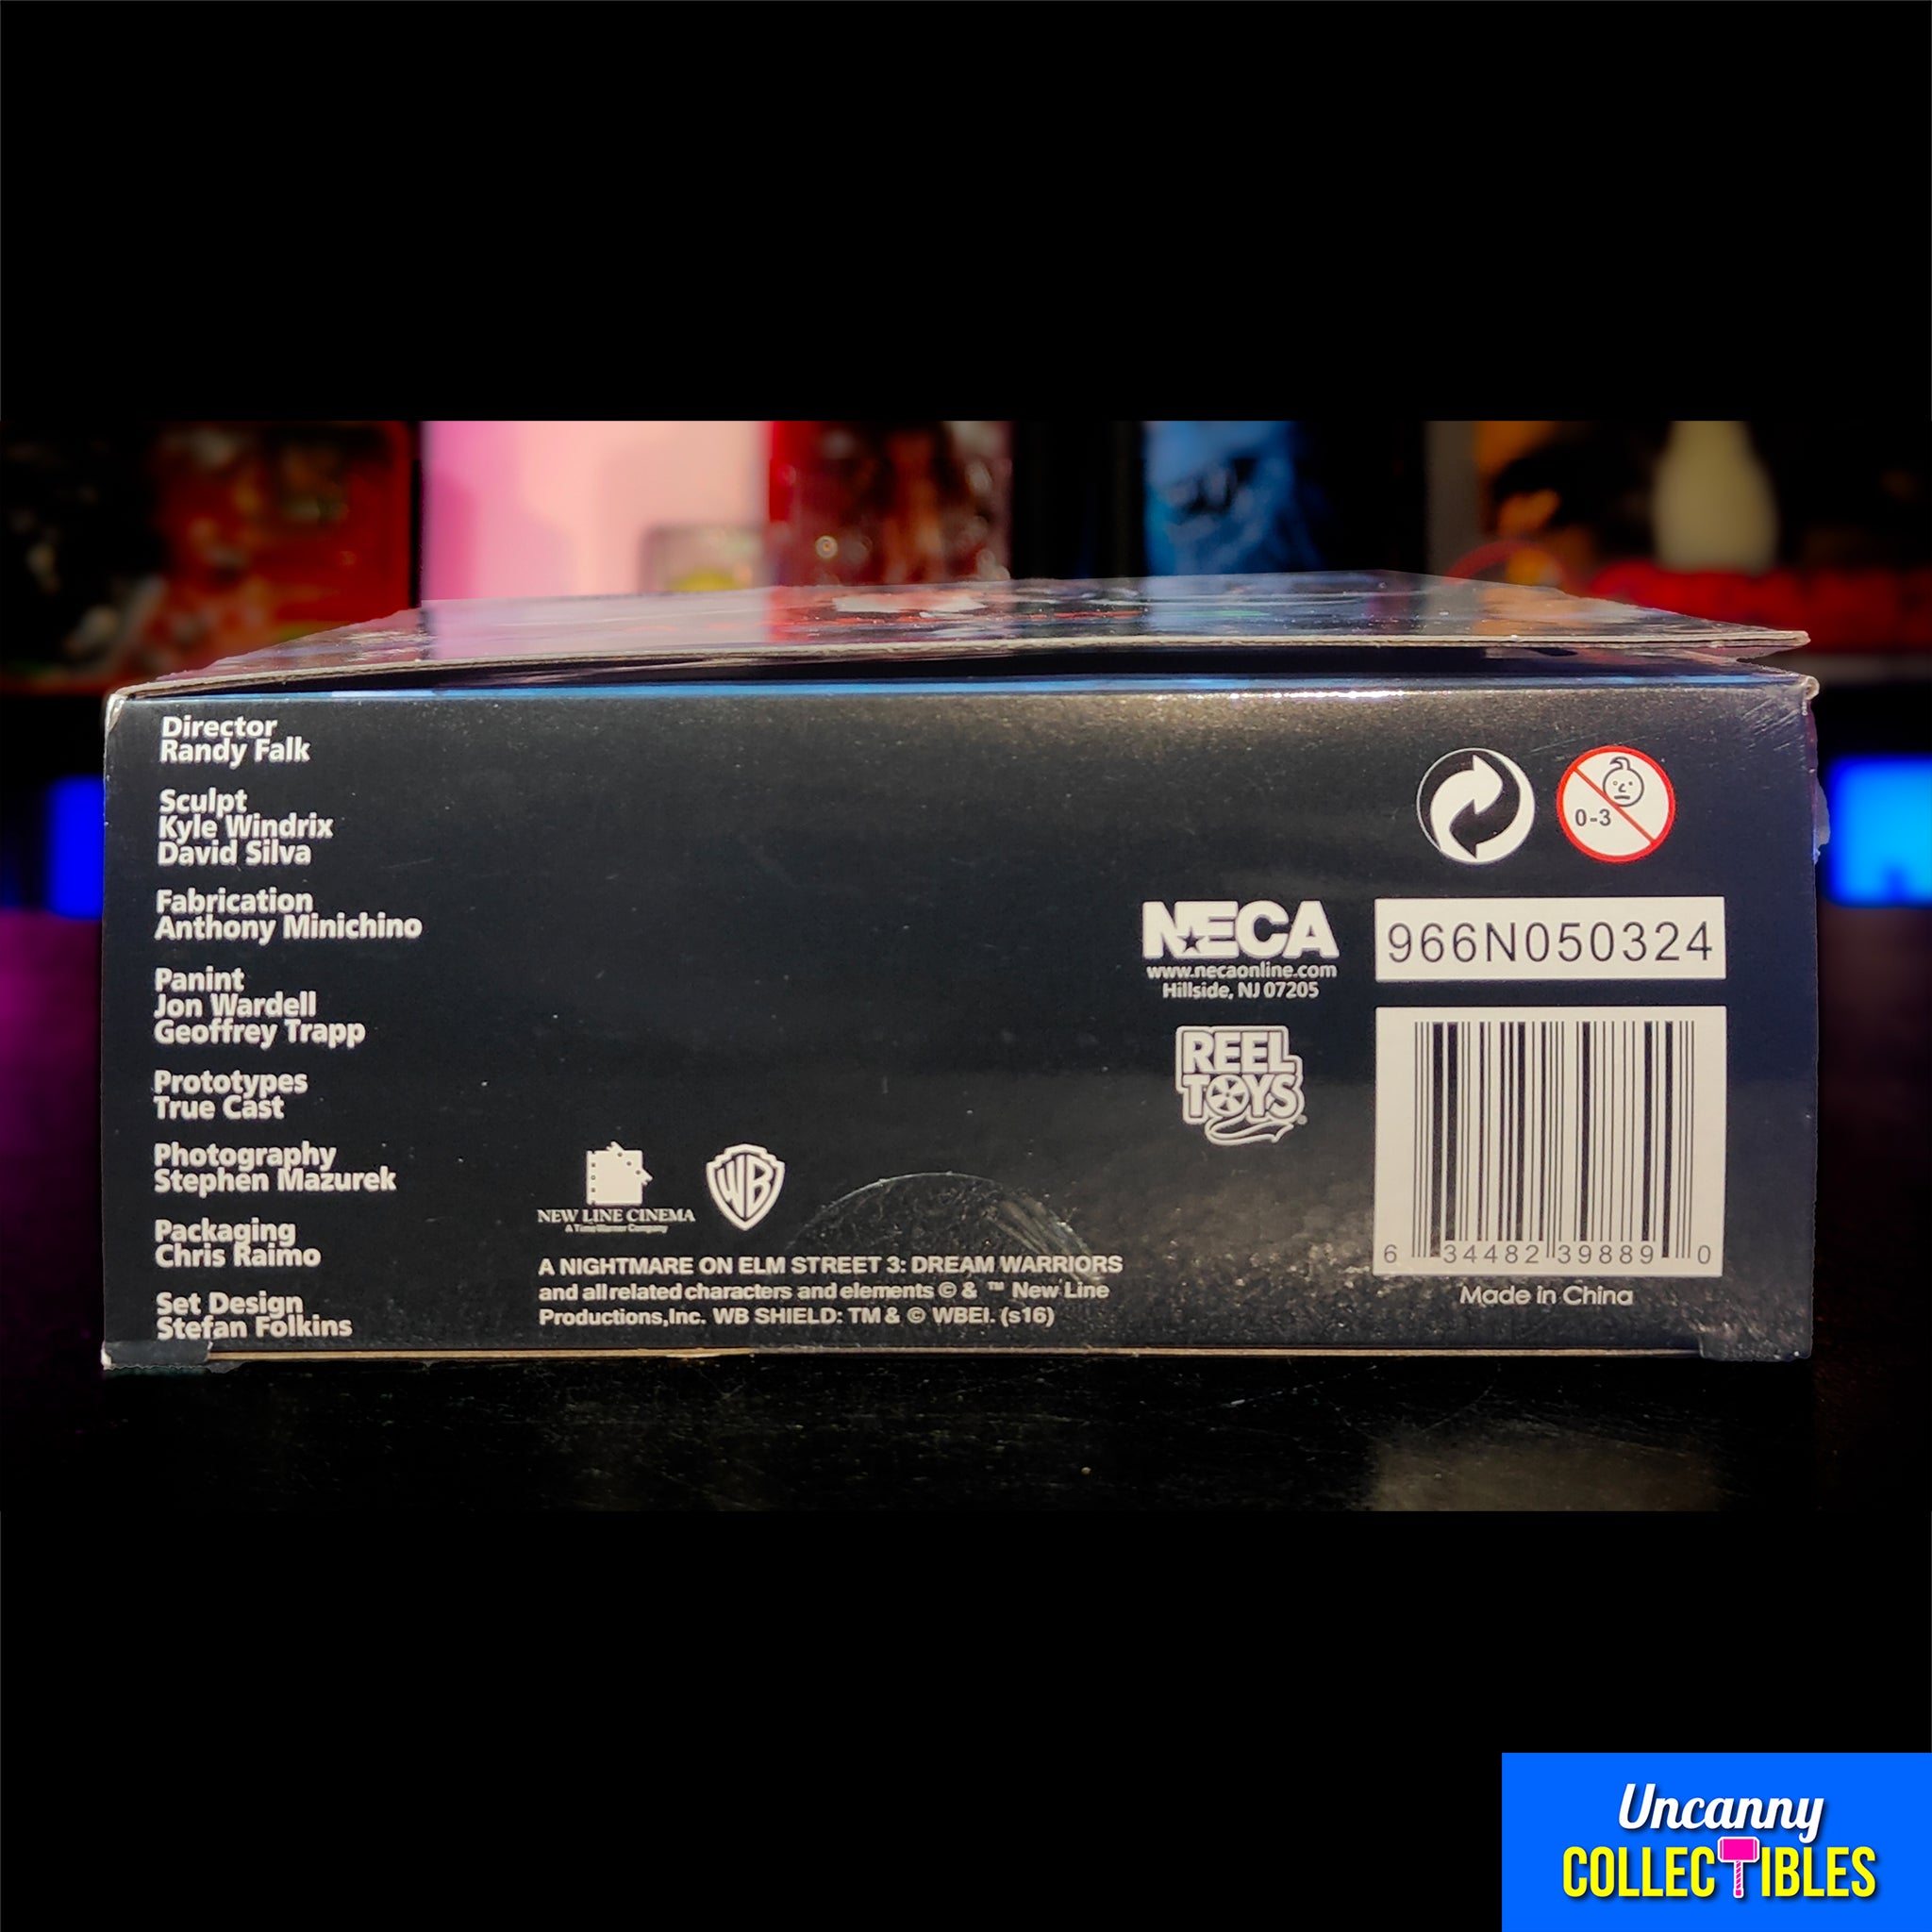 Director
Randy Falk
Sculpt
Kyle Windrix
David Silva
Fabrication
Anthony Minichino
Panint
Jon Wardell
Geoffrey Trapp
Prototypes
True Cast
Photography
Stephen Mazurek
Packaging
Chris Raimo
Set Design
Stefan Folkins
NEW LINE CINEMA
A Time Warner Company
WB
A NIGHTMARE ON ELM STREET 3: DREAM WARRIORS
and all related characters and elements © & ™ New Line
Productions,Inc. WB SHIELD: TM & © WBEI. (s16)
NECA
www.necaonline.com
Hillside, NJ 07205
REEL
TOYS
0-3
966N050324
6 34482 39889 0
Made in China
Uncanny
COLLECTIBLES